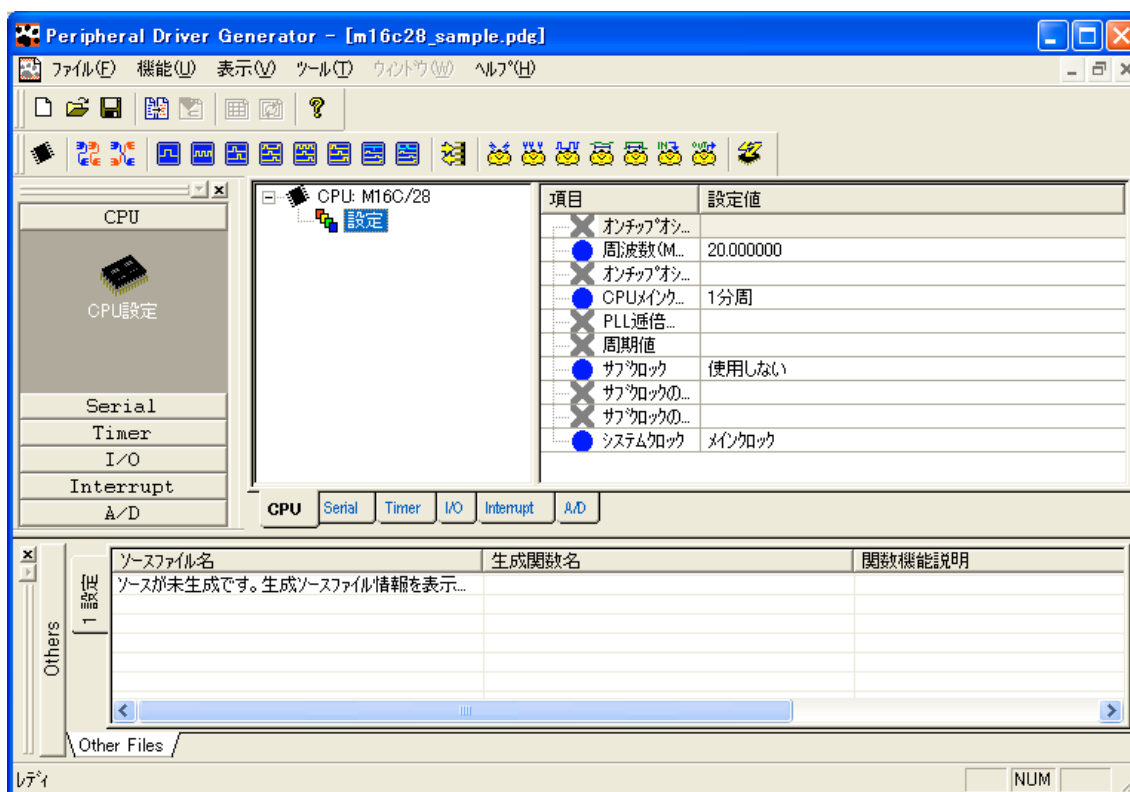 Peripheral Driver Generator - [m16c28_sample.pdg]
ファイル(F) 機能(U) 表示(V) ツール(T) ウィンドウ(W) ヘルプ(H)
CPU
CPU設定
Serial
Timer
I/O
Interrupt
A/D
CPU: M16C/28
設定
項目 設定値
オンチップオシ...
周波数(M... 20.000000
オンチップオシ...
CPUメインク... 1分周
PLL逓倍...
周期値
サブクロック 使用しない
サブクロックの...
サブクロックの...
システムクロック メインクロック
CPU Serial Timer I/O Interrupt A/D
Others
1 設定
ソースファイル名 生成関数名 関数機能説明
ソースが未生成です。生成ソースファイル情報を表示...
Other Files
レディ NUM